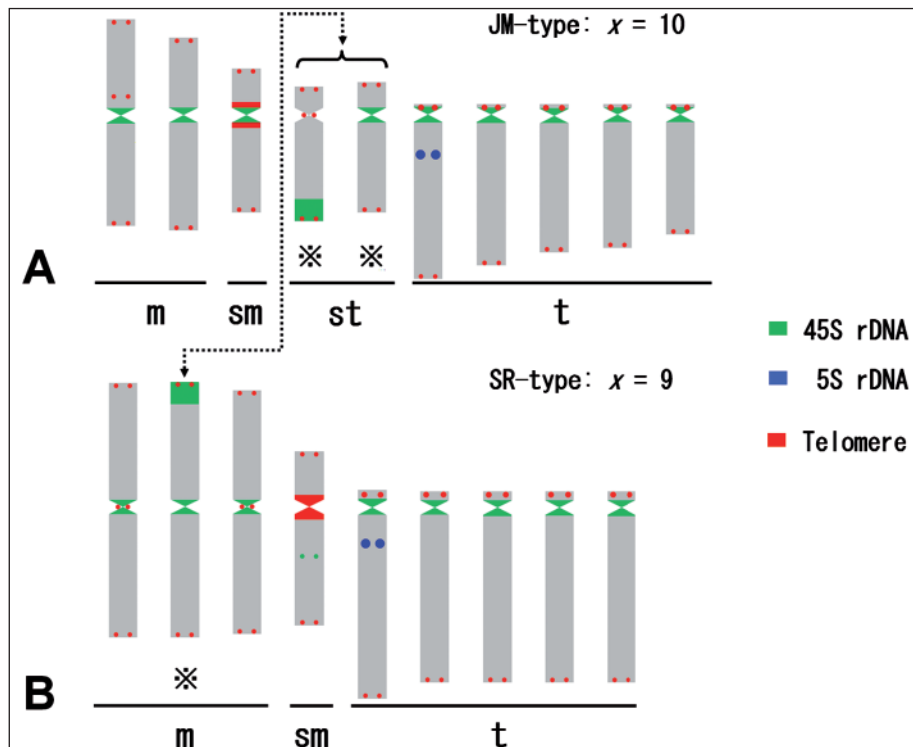 JM-type: x = 10
※ ※
A
m sm st t
45S rDNA
5S rDNA
Telomere
SR-type: x = 9
※
B
m sm t